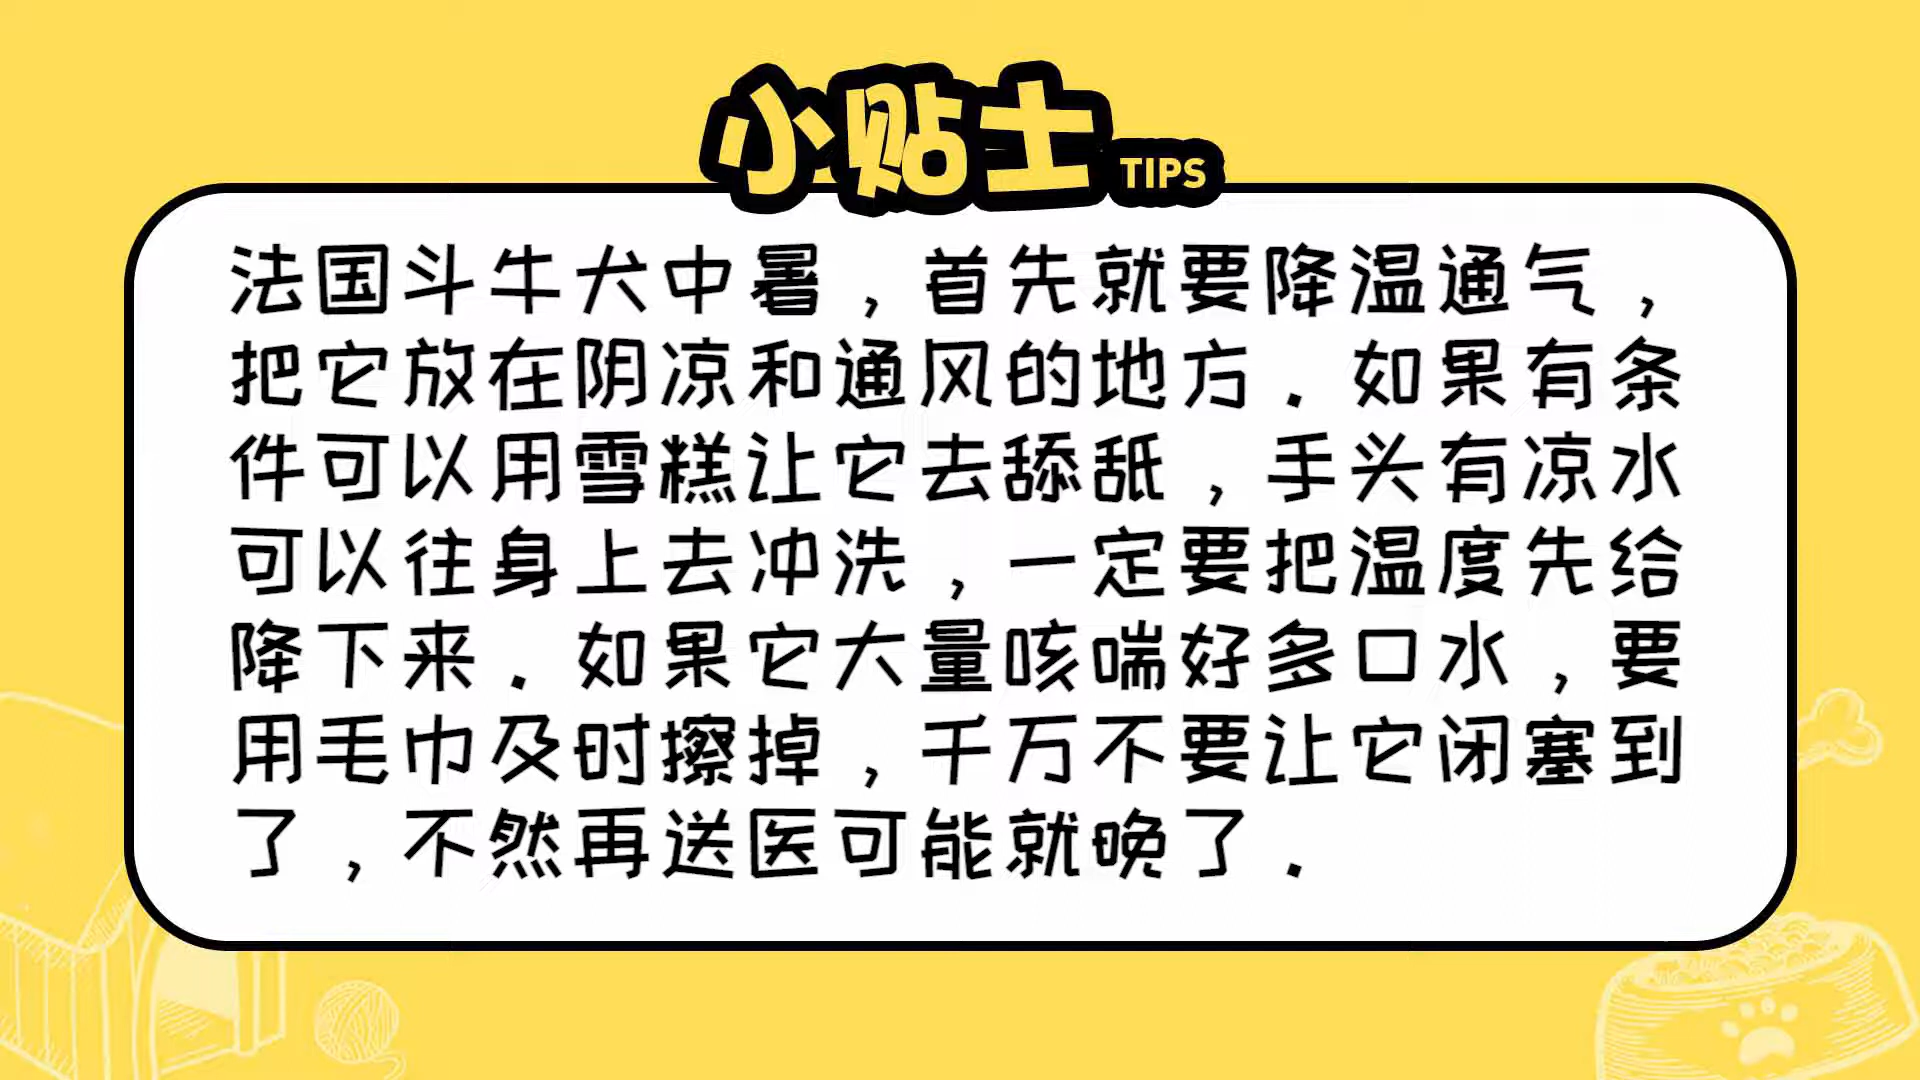 小贴士 TIPS
法国斗牛犬中暑，首先就要降温通气，
把它放在阴凉和通风的地方．如果有条
件可以用雪糕让它去舔舐，手头有凉水
可以往身上去冲洗，一定要把温度先给
降下来．如果它大量咳喘好多口水，要
用毛巾及时擦掉，千万不要让它闭塞到
了，不然再送医可能就晚了．